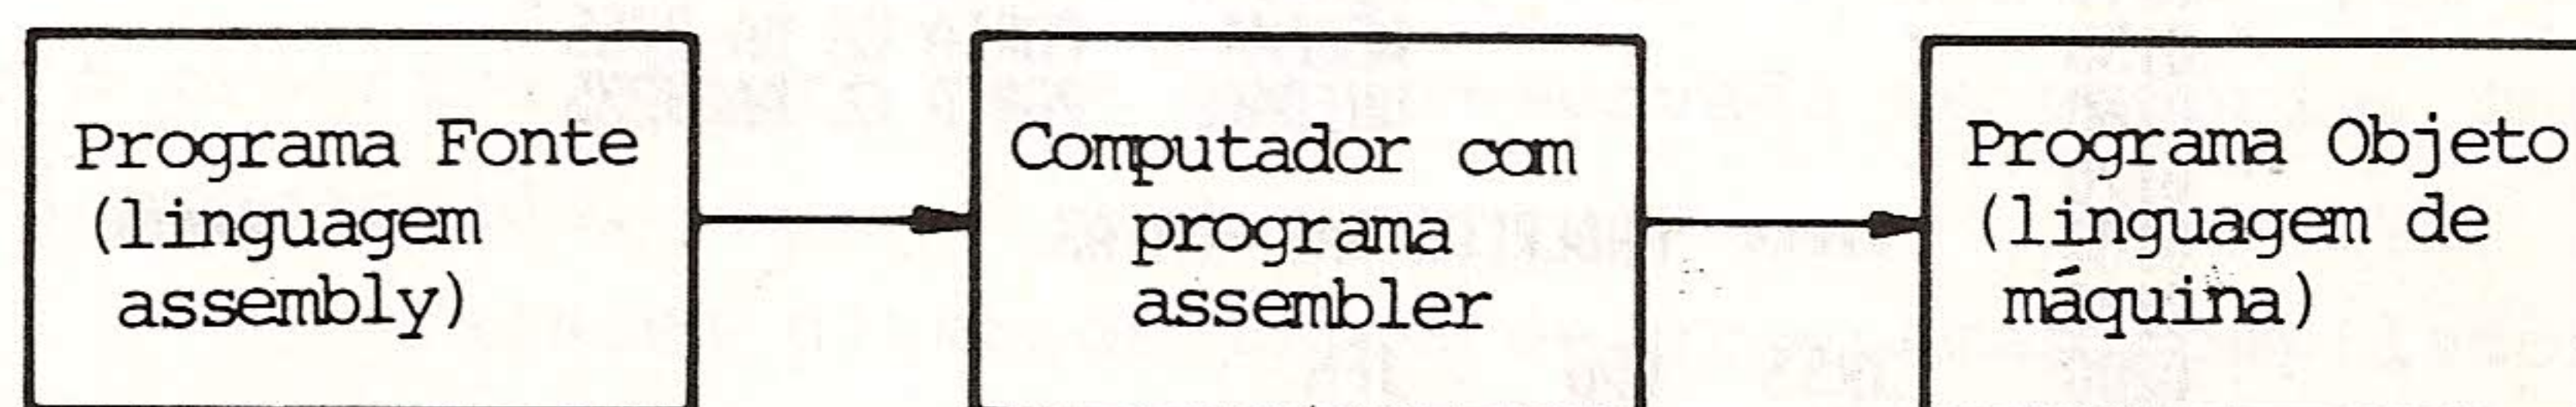 Programa Fonte
(linguagem
assembly)
Computador com
programa
assembler
Programa Objeto
(linguagem de
máquina)